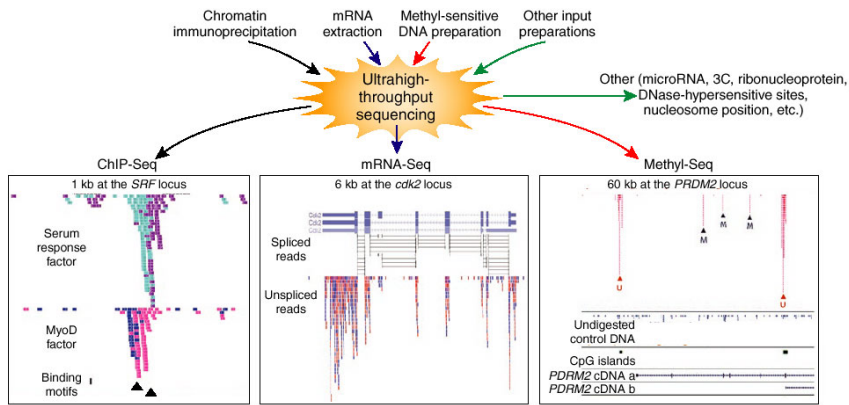 Chromatin
immunoprecipitation
mRNA
extraction
Methyl-sensitive
DNA preparation
Other input
preparations
Ultrahigh-
throughput
sequencing
Other (microRNA, 3C, ribonucleoprotein,
DNase-hypersensitive sites,
nucleosome position, etc.)
ChIP-Seq
1 kb at the SRF locus
Serum
response
factor
MyoD
factor
Binding
motifs
mRNA-Seq
6 kb at the cdk2 locus
Cdk2
Cdk2
Cdk2
Spliced
reads
Unspliced
reads
Methyl-Seq
60 kb at the PRDM2 locus
M
M
M
U
U
Undigested
control DNA
CpG islands
PDRM2 cDNA a
PDRM2 cDNA b